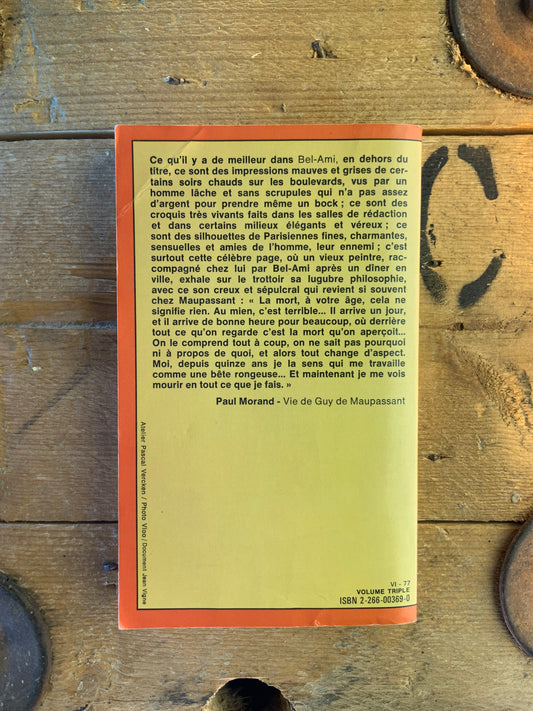 Ce qu'il y a de meilleur dans Bel-Ami, en dehors du
titre, ce sont des impressions mauves et grises de cer-
tains soirs chauds sur les boulevards, vus par un
homme lâche et sans scrupules qui n'a pas assez
d'argent pour prendre même un bock ; ce sont des
croquis très vivants faits dans les salles de rédaction
et dans certains milieux élégants et véreux ; ce
sont des silhouettes de Parisiennes fines, charmantes,
sensuelles et amies de l'homme, leur ennemi ; c'est
surtout cette célèbre page, où un vieux peintre, rac-
compagné chez lui par Bel-Ami après un dîner en
ville, exhale sur le trottoir sa lugubre philosophie,
avec ce son creux et sépulcral qui revient si souvent
chez Maupassant : « La mort, à votre âge, cela ne
signifie rien. Au mien, c'est terrible... Il arrive un jour,
et il arrive de bonne heure pour beaucoup, où derrière
tout ce qu'on regarde c'est la mort qu'on aperçoit...
On le comprend tout à coup, on ne sait pas pourquoi
ni à propos de quoi, et alors tout change d'aspect.
Moi, depuis quinze ans je la sens qui me travaille
comme une bête rongeuse... Et maintenant je me vois
mourir en tout ce que je fais. »
Paul Morand - Vie de Guy de Maupassant
Atelier Pascal Vercken / Photo Vloo / Document Jean Vigne
VI - 77
VOLUME TRIPLE
ISBN 2-266-00369-0